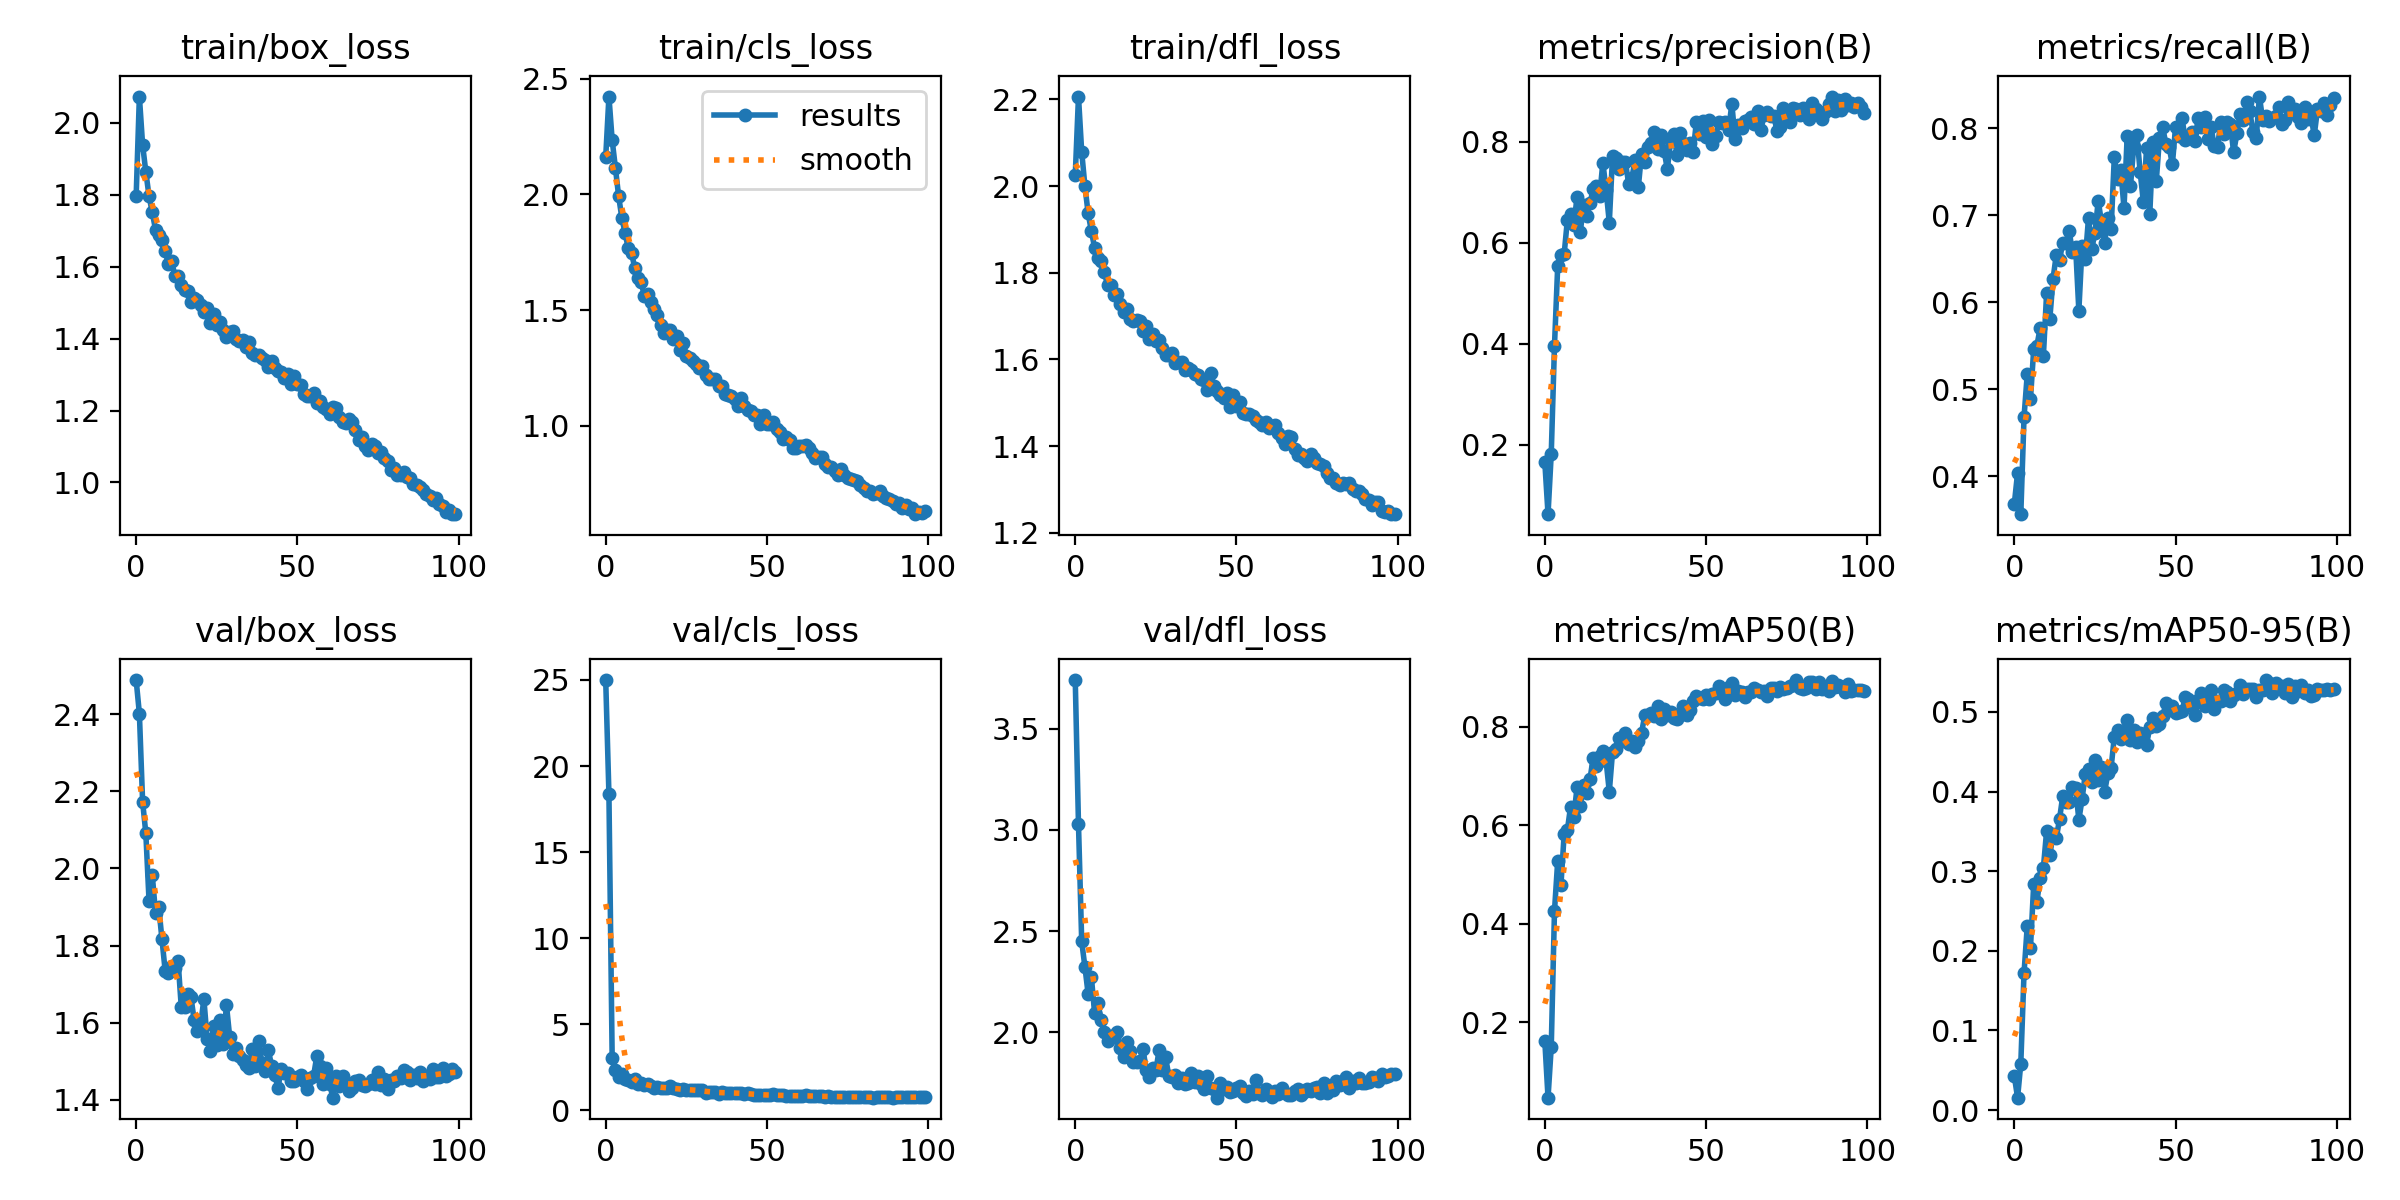 train/box_loss
2.0
1.8
1.6
1.4
1.2
1.0
0 50 100
train/cls_loss
2.5
2.0
1.5
1.0
results
smooth
0 50 100
train/dfl_loss
2.2
2.0
1.8
1.6
1.4
1.2
0 50 100
metrics/precision(B)
0.8
0.6
0.4
0.2
0 50 100
metrics/recall(B)
0.8
0.7
0.6
0.5
0.4
0 50 100
val/box_loss
2.4
2.2
2.0
1.8
1.6
1.4
0 50 100
val/cls_loss
25
20
15
10
5
0
0 50 100
val/dfl_loss
3.5
3.0
2.5
2.0
0 50 100
metrics/mAP50(B)
0.8
0.6
0.4
0.2
0 50 100
metrics/mAP50-95(B)
0.5
0.4
0.3
0.2
0.1
0.0
0 50 100